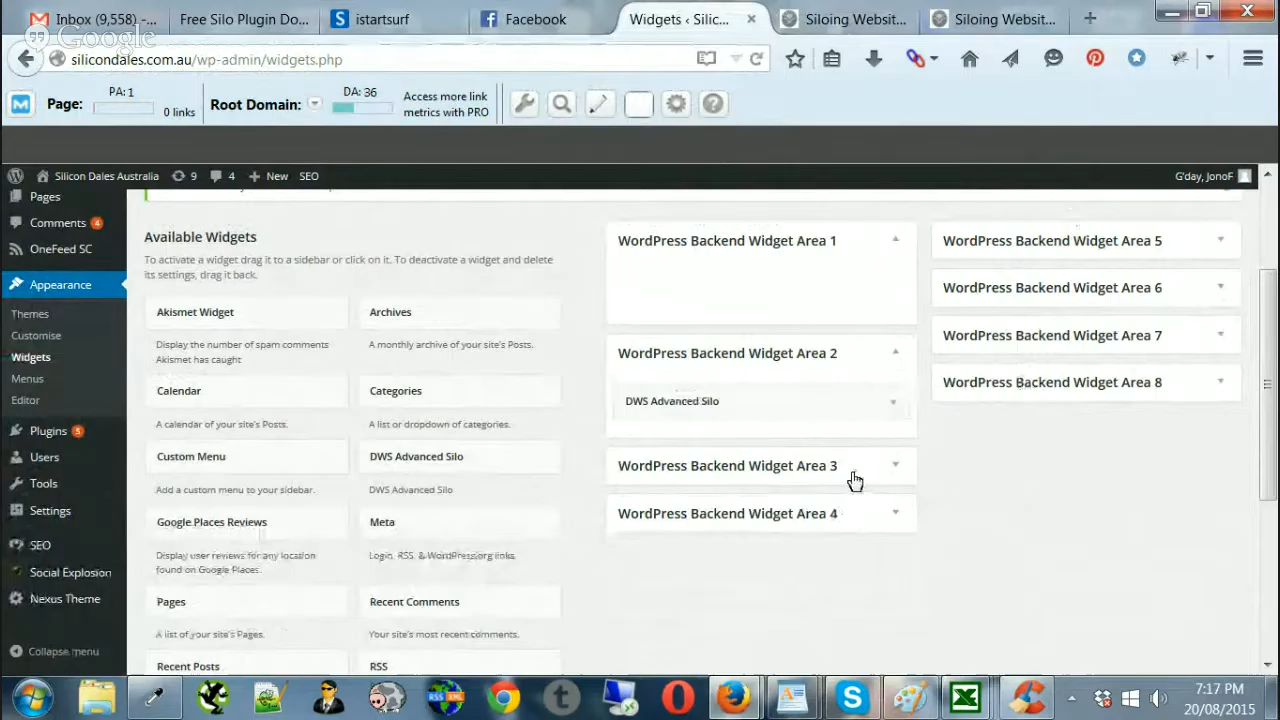 Inbox (9,558) -...
Free Silo Plugin Do...
istartsurf
Facebook
Widgets ‹ Silic...
Siloing Website...
Siloing Website...
Google
silicondales.com.au/wp-admin/widgets.php
Page:
PA: 1
0 links
Root Domain:
DA: 36
Access more link
metrics with PRO
Silicon Dales Australia
9
4
New
SEO
G'day, JonoF
Pages
Comments 4
OneFeed SC
Appearance
Themes
Customise
Widgets
Menus
Editor
Plugins 5
Users
Tools
Settings
SEO
Social Explosion
Nexus Theme
Collapse menu
Available Widgets
To activate a widget drag it to a sidebar or click on it. To deactivate a widget and delete
its settings, drag it back.
Akismet Widget
Display the number of spam comments
Akismet has caught
Archives
A monthly archive of your site's Posts.
Calendar
A calendar of your site's Posts.
Categories
A list or dropdown of categories.
Custom Menu
Add a custom menu to your sidebar.
DWS Advanced Silo
DWS Advanced Silo
Google Places Reviews
Display user reviews for any location
found on Google Places.
Meta
Login, RSS, & WordPress.org links.
Pages
A list of your site's Pages.
Recent Comments
Your site's most recent comments.
Recent Posts
RSS
WordPress Backend Widget Area 1
WordPress Backend Widget Area 2
DWS Advanced Silo
WordPress Backend Widget Area 3
WordPress Backend Widget Area 4
WordPress Backend Widget Area 5
WordPress Backend Widget Area 6
WordPress Backend Widget Area 7
WordPress Backend Widget Area 8
RSS XML
7:17 PM
20/08/2015